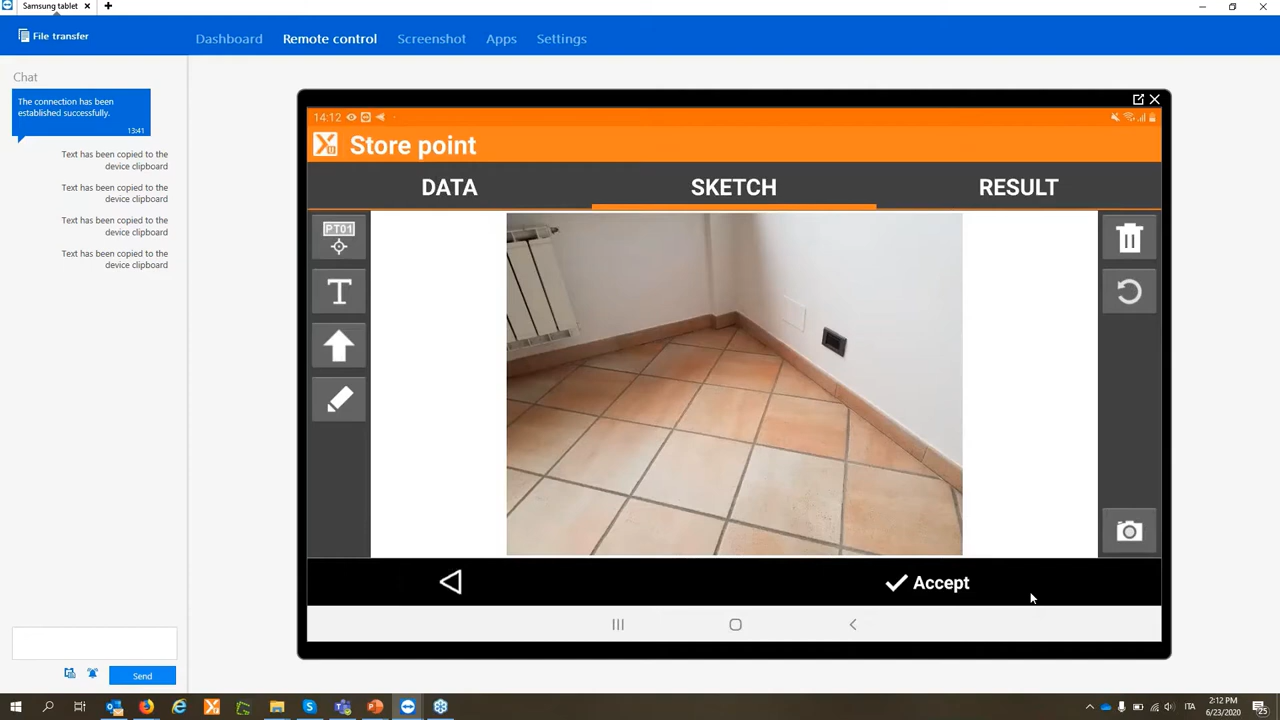 Samsung tablet
File transfer
Dashboard
Remote control
Screenshot
Apps
Settings
Chat
The connection has been
established successfully.
13:41
Text has been copied to the
device clipboard
Text has been copied to the
device clipboard
Text has been copied to the
device clipboard
Text has been copied to the
device clipboard
Send
14:12
Store point
DATA
SKETCH
RESULT
PT01
T
Accept
ITA
2:12 PM
6/23/2020
25